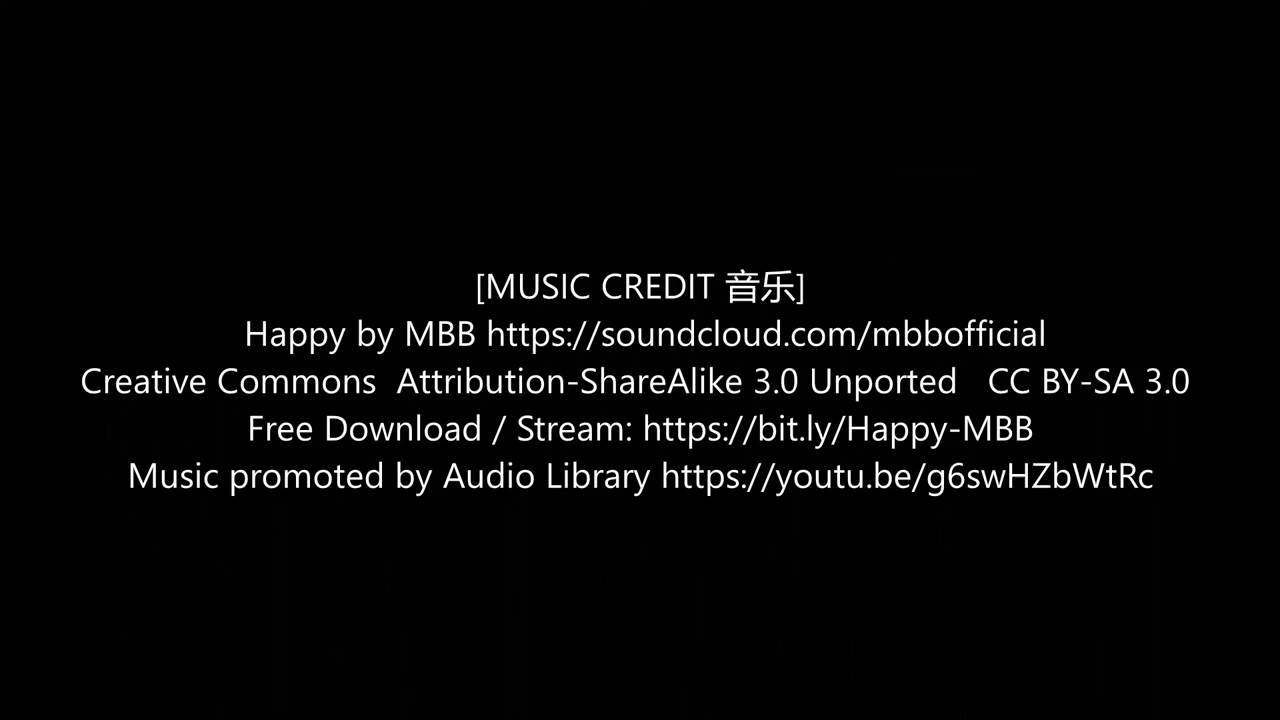 [MUSIC CREDIT 音乐]
Happy by MBB https://soundcloud.com/mbbofficial
Creative Commons  Attribution-ShareAlike 3.0 Unported   CC BY-SA 3.0
Free Download / Stream: https://bit.ly/Happy-MBB
Music promoted by Audio Library https://youtu.be/g6swHZbWtRc